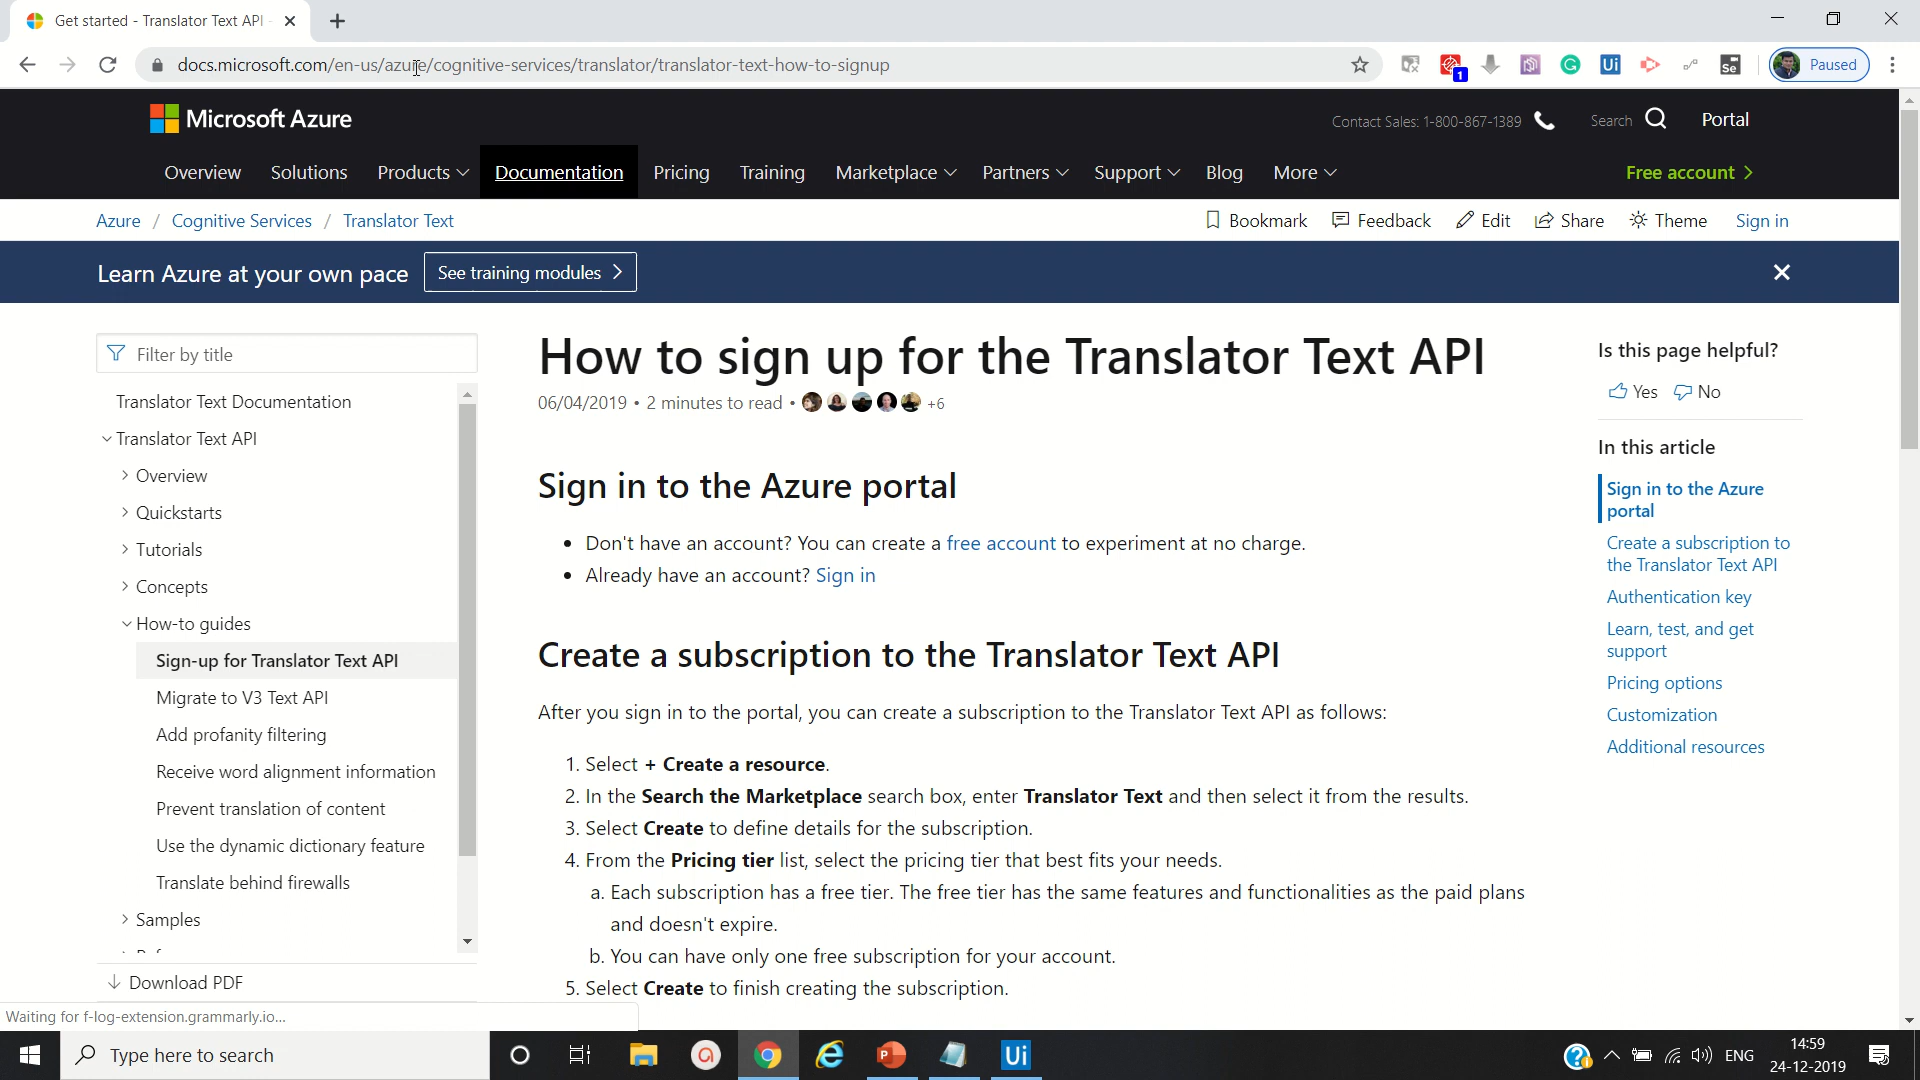 Get started - Translator Text API
docs.microsoft.com/en-us/azure/cognitive-services/translator/translator-text-how-to-signup
1
Se
Paused
Microsoft Azure
Contact Sales: 1-800-867-1389
Search
Portal
Overview Solutions Products Documentation Pricing Training Marketplace Partners Support Blog More Free account
Azure / Cognitive Services / Translator Text
Bookmark Feedback Edit Share Theme Sign in
Learn Azure at your own pace See training modules
Filter by title
Translator Text Documentation
Translator Text API
Overview
Quickstarts
Tutorials
Concepts
How-to guides
Sign-up for Translator Text API
Migrate to V3 Text API
Add profanity filtering
Receive word alignment information
Prevent translation of content
Use the dynamic dictionary feature
Translate behind firewalls
Samples
Download PDF
How to sign up for the Translator Text API
06/04/2019 • 2 minutes to read • +6
Sign in to the Azure portal
• Don't have an account? You can create a free account to experiment at no charge.
• Already have an account? Sign in
Create a subscription to the Translator Text API
After you sign in to the portal, you can create a subscription to the Translator Text API as follows:
1. Select + Create a resource.
2. In the Search the Marketplace search box, enter Translator Text and then select it from the results.
3. Select Create to define details for the subscription.
4. From the Pricing tier list, select the pricing tier that best fits your needs.
a. Each subscription has a free tier. The free tier has the same features and functionalities as the paid plans
and doesn't expire.
b. You can have only one free subscription for your account.
5. Select Create to finish creating the subscription.
Is this page helpful?
Yes No
In this article
Sign in to the Azure
portal
Create a subscription to
the Translator Text API
Authentication key
Learn, test, and get
support
Pricing options
Customization
Additional resources
Waiting for f-log-extension.grammarly.io...
Type here to search
Ui
ENG
14:59
24-12-2019